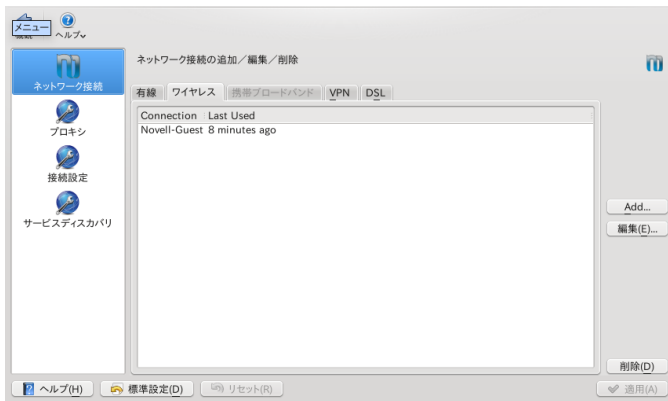 メニュー
ヘルプ
ネットワーク接続の追加／編集／削除
ネットワーク接続
プロキシ
接続設定
サービスディスカバリ
有線 ワイヤレス 携帯ブロードバンド VPN DSL
Connection Last Used
Novell-Guest 8 minutes ago
Add...
編集(E)...
削除(D)
ヘルプ(H) 標準設定(D) リセット(R) 適用(A)